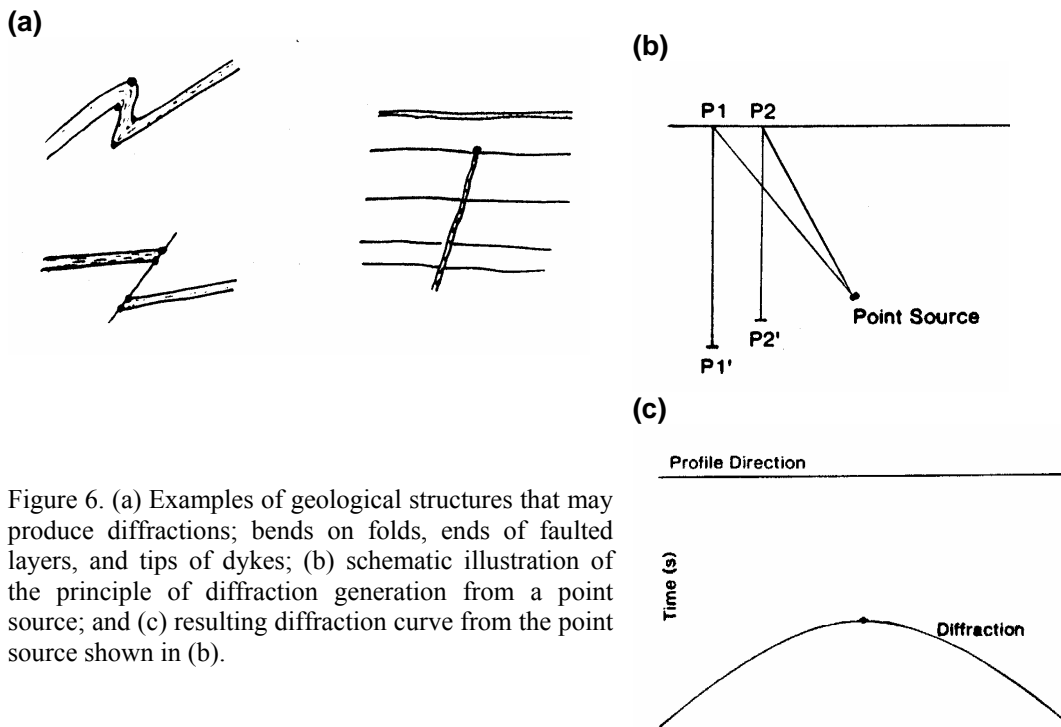 (a)
(b)
P1 P2
Point Source
P2'
P1'
(c)
Profile Direction
Time (s)
Diffraction
Figure 6. (a) Examples of geological structures that may
produce diffractions; bends on folds, ends of faulted
layers, and tips of dykes; (b) schematic illustration of
the principle of diffraction generation from a point
source; and (c) resulting diffraction curve from the point
source shown in (b).